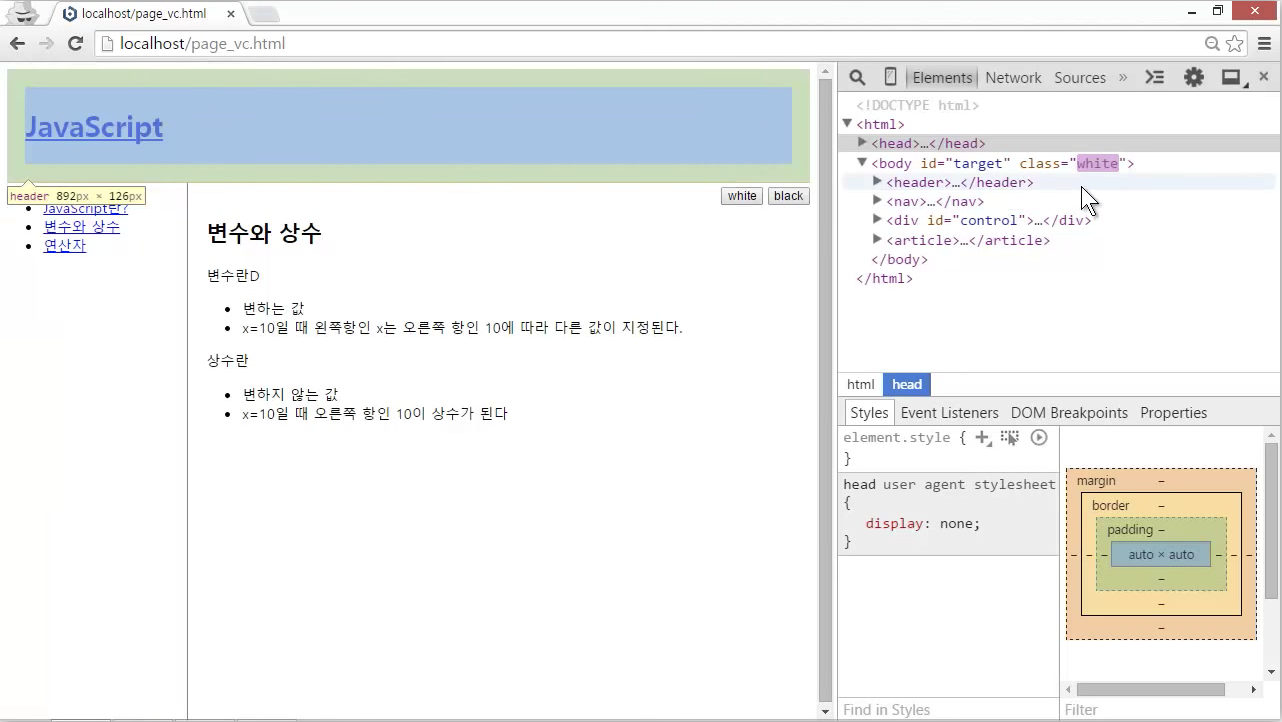 localhost/page_vc.html
localhost/page_vc.html
JavaScript
header 892px × 126px
white
black
JavaScript란?
변수와 상수
연산자
변수와 상수
변수란D
변하는 값
x=10일 때 왼쪽항인 x는 오른쪽 항인 10에 따라 다른 값이 지정된다.
상수란
변하지 않는 값
x=10일 때 오른쪽 항인 10이 상수가 된다
Elements Network Sources »
<!DOCTYPE html>
<html>
<head>…</head>
<body id="target" class="white">
<header>…</header>
<nav>…</nav>
<div id="control">…</div>
<article>…</article>
</body>
</html>
html head
Styles Event Listeners DOM Breakpoints Properties
element.style {
}
head user agent stylesheet
{
display: none;
}
margin –
border –
padding –
– – – auto × auto – – –
–
–
–
Find in Styles
Filter